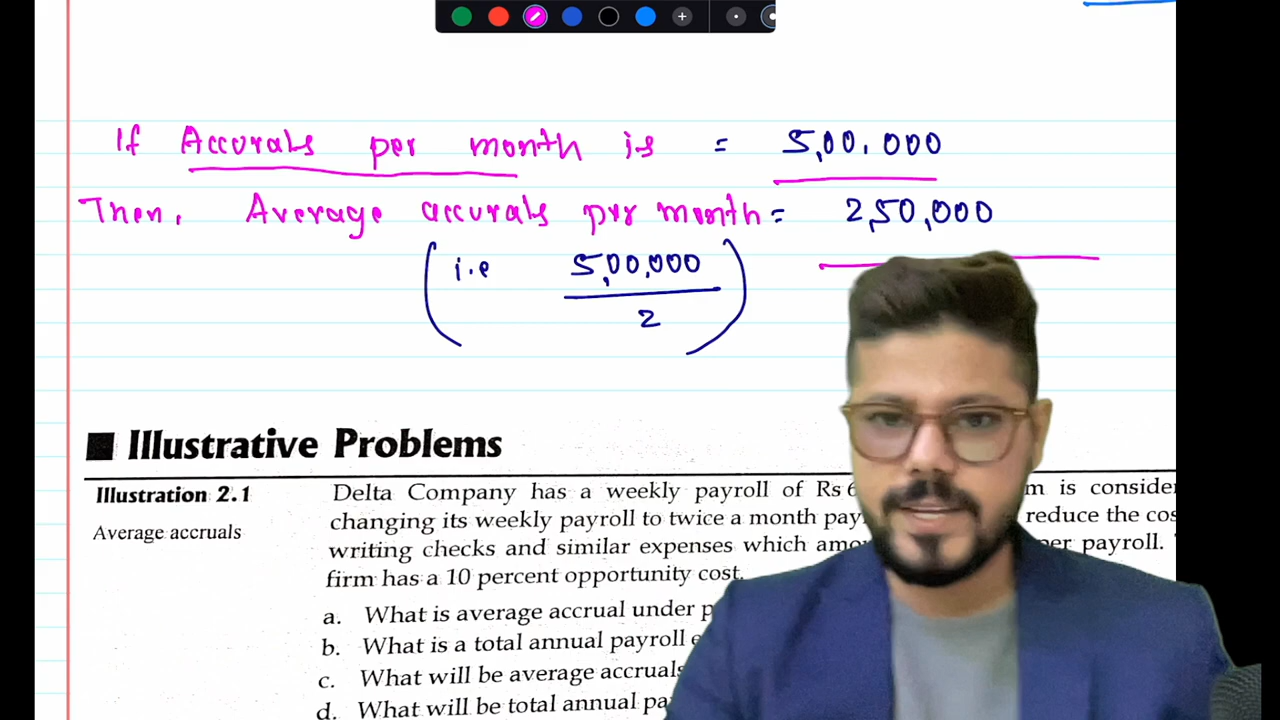 If Accurals per month is = 5,00,000
Then, Average accurals per month = 2,50,000
(i.e 5,00,000
2)
Illustrative Problems
Illustration 2.1
Average accruals
Delta Company has a weekly payroll of Rs 6 m is consider
changing its weekly payroll to twice a month pay reduce the cos
writing checks and similar expenses which amo per payroll.
firm has a 10 percent opportunity cost.
a. What is average accrual under p
b. What is a total annual payroll e
c. What will be average accruals
d. What will be total annual pa